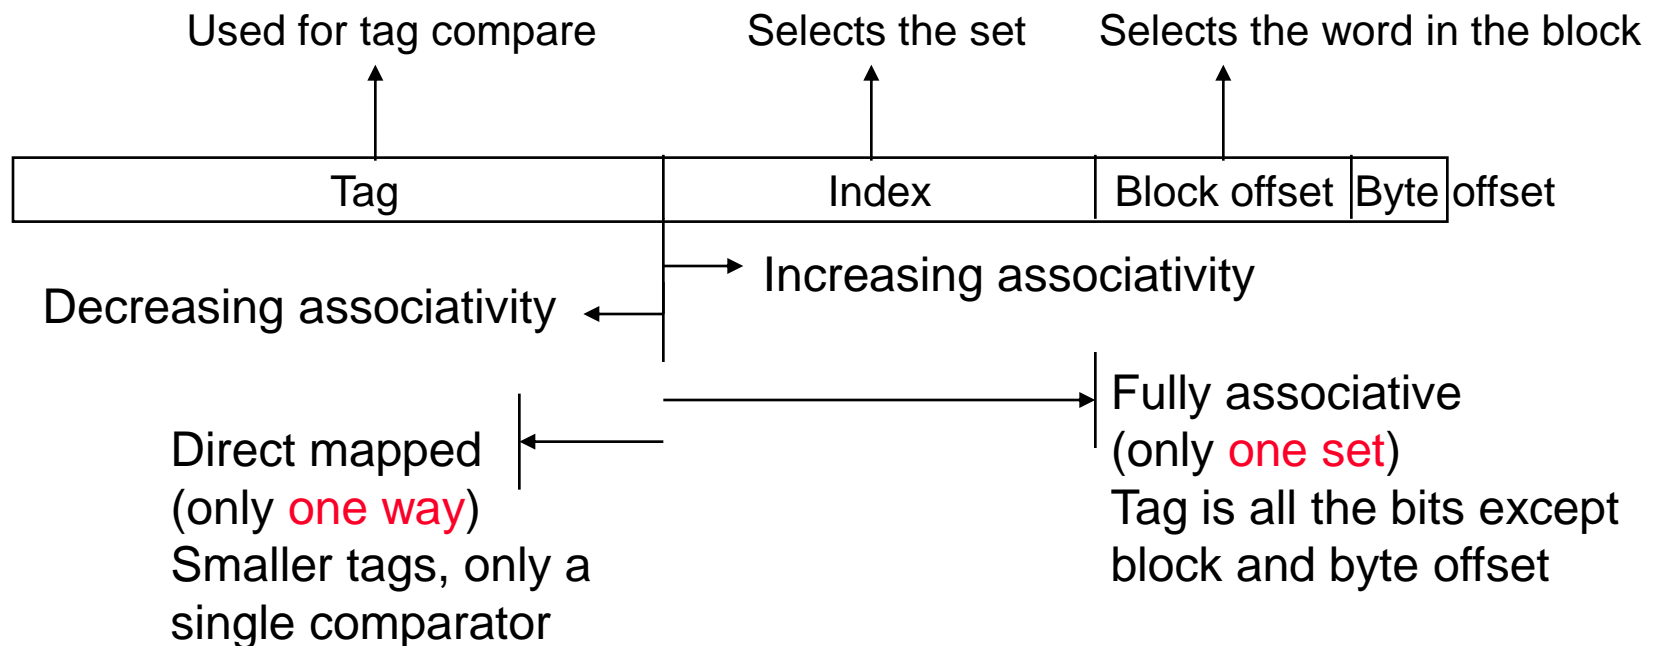 Used for tag compare
Selects the set
Selects the word in the block
Tag
Index
Block offset
Byte offset
Increasing associativity
Decreasing associativity
Fully associative
(only one set)
Tag is all the bits except
block and byte offset
Direct mapped
(only one way)
Smaller tags, only a
single comparator